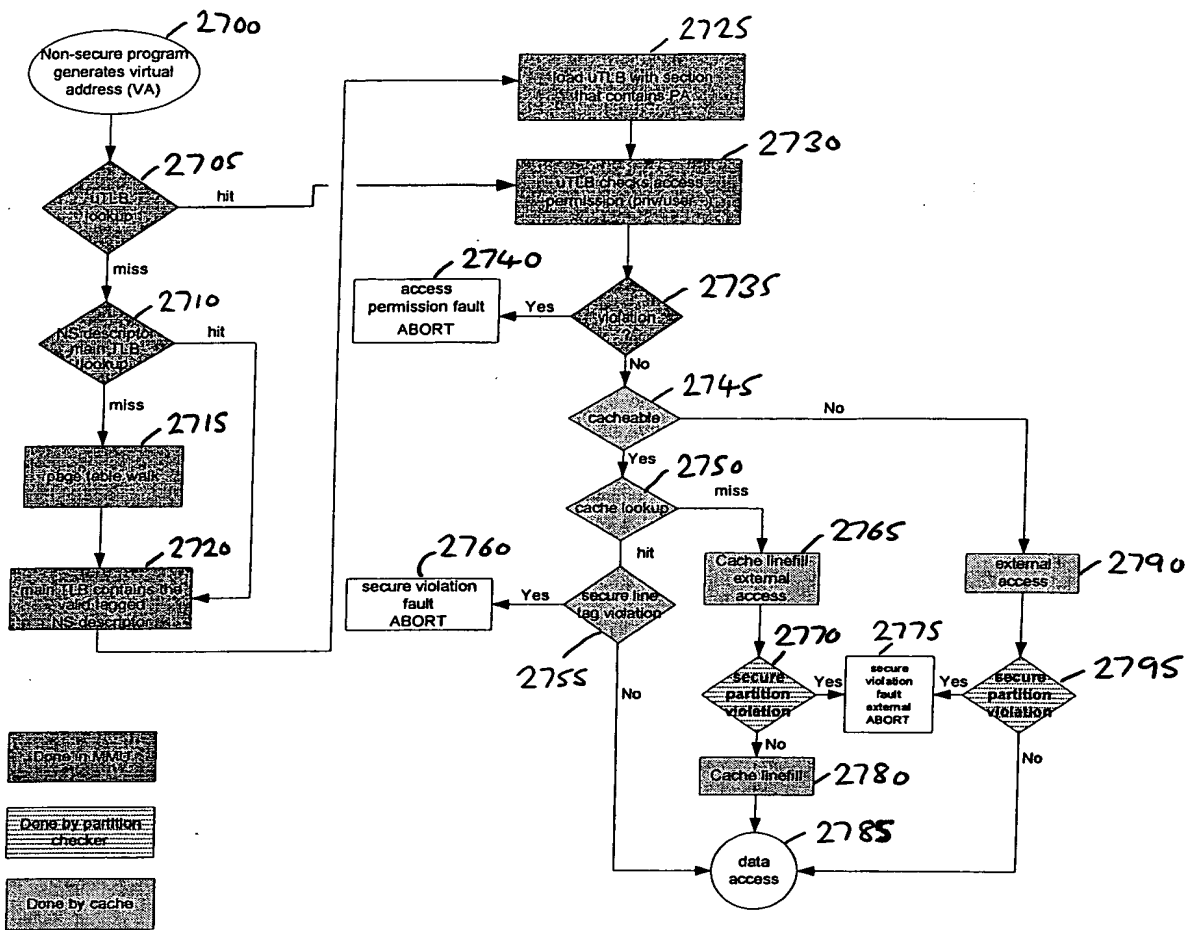 2700
Non-secure program
generates virtual
address (VA)
2705
uTLB
lookup
hit
miss
2710
NS descriptor
main TLB
lookup
hit
miss
2715
page table walk
2720
main TLB contains the
valid tagged
NS-descriptor
2725
load uTLB with section
that contains PA
2730
uTLB checks access
permission (priv/user
2740
access
permission fault
ABORT
Yes
2735
violation
?
No
2745
cacheable
No
Yes
2750
cache lookup
miss
hit
2760
secure violation
fault
ABORT
Yes
secure line
tag violation
2755
No
2765
Cache linefill
external
access
2790
external
access
2770
secure
partition
violation
Yes
2775
secure
violation
fault
external
ABORT
Yes
2795
secure
partition
violation
No
No
2780
Cache linefill
2785
data
access
Done in MMU
Done by partition
checker
Done by cache